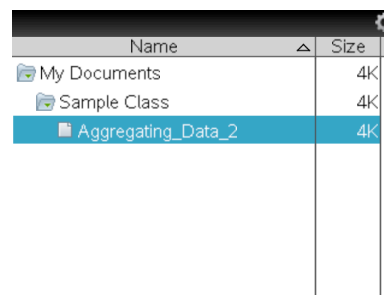 Name Size
My Documents 4K
Sample Class 4K
Aggregating_Data_2 4K